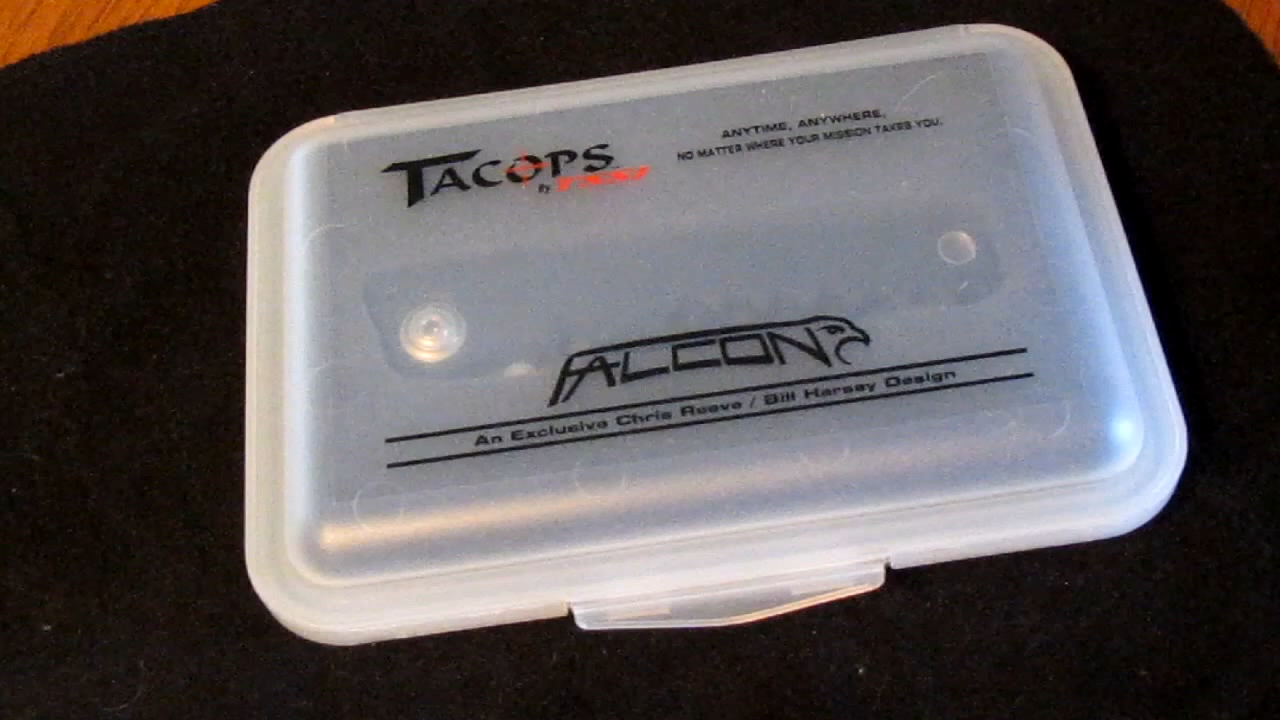 TACOPS
By TSSI
ANYTIME, ANYWHERE,
NO MATTER WHERE YOUR MISSION TAKES YOU.
FALCON
An Exclusive Chris Reeve / Bill Harsey Design